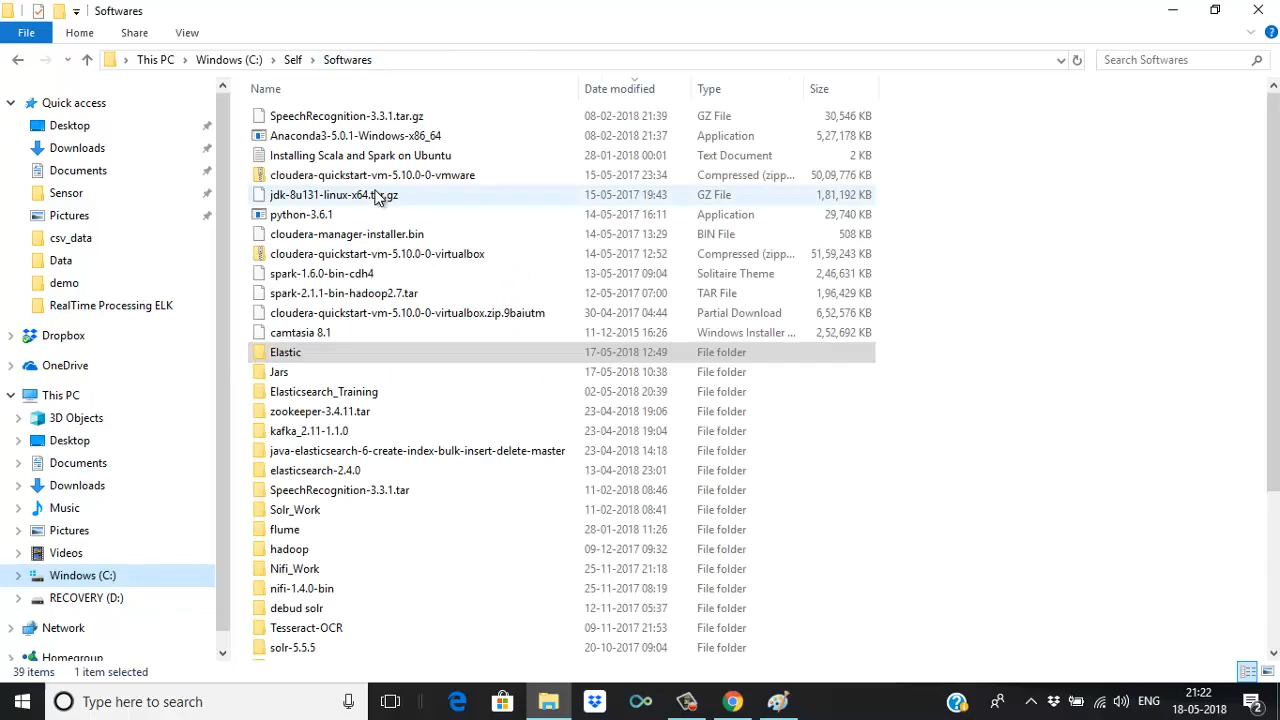 Softwares
File Home Share View
This PC Windows (C:) Self Softwares Search Softwares
Name Date modified Type Size
Quick access
Desktop
Downloads
Documents
Sensor
Pictures
csv_data
Data
demo
RealTime Processing ELK
Dropbox
OneDrive
This PC
3D Objects
Desktop
Documents
Downloads
Music
Pictures
Videos
Windows (C:)
RECOVERY (D:)
Network
Homegroup
SpeechRecognition-3.3.1.tar.gz 08-02-2018 21:39 GZ File 30,546 KB
Anaconda3-5.0.1-Windows-x86_64 08-02-2018 21:37 Application 5,27,178 KB
Installing Scala and Spark on Ubuntu 28-01-2018 00:01 Text Document 2 KB
cloudera-quickstart-vm-5.10.0-0-vmware 15-05-2017 23:34 Compressed (zipp... 50,09,776 KB
jdk-8u131-linux-x64.tar.gz 15-05-2017 19:43 GZ File 1,81,192 KB
python-3.6.1 14-05-2017 16:11 Application 29,740 KB
cloudera-manager-installer.bin 14-05-2017 13:29 BIN File 508 KB
cloudera-quickstart-vm-5.10.0-0-virtualbox 14-05-2017 12:52 Compressed (zipp... 51,59,243 KB
spark-1.6.0-bin-cdh4 13-05-2017 09:04 Solitaire Theme 2,46,631 KB
spark-2.1.1-bin-hadoop2.7.tar 12-05-2017 07:00 TAR File 1,96,429 KB
cloudera-quickstart-vm-5.10.0-0-virtualbox.zip.9baiutm 30-04-2017 04:44 Partial Download 6,52,576 KB
camtasia 8.1 11-12-2015 16:26 Windows Installer ... 2,52,692 KB
Elastic 17-05-2018 12:49 File folder
Jars 17-05-2018 10:38 File folder
Elasticsearch_Training 02-05-2018 20:39 File folder
zookeeper-3.4.11.tar 23-04-2018 19:06 File folder
kafka_2.11-1.1.0 23-04-2018 19:04 File folder
java-elasticsearch-6-create-index-bulk-insert-delete-master 23-04-2018 14:18 File folder
elasticsearch-2.4.0 13-04-2018 23:01 File folder
SpeechRecognition-3.3.1.tar 11-02-2018 08:46 File folder
Solr_Work 11-02-2018 08:41 File folder
flume 28-01-2018 11:26 File folder
hadoop 09-12-2017 09:32 File folder
Nifi_Work 25-11-2017 21:18 File folder
nifi-1.4.0-bin 25-11-2017 08:19 File folder
debud solr 12-11-2017 05:37 File folder
Tesseract-OCR 09-11-2017 21:53 File folder
solr-5.5.5 20-10-2017 09:04 File folder
39 items 1 item selected
Type here to search
ENG
21:22
18-05-2018
2